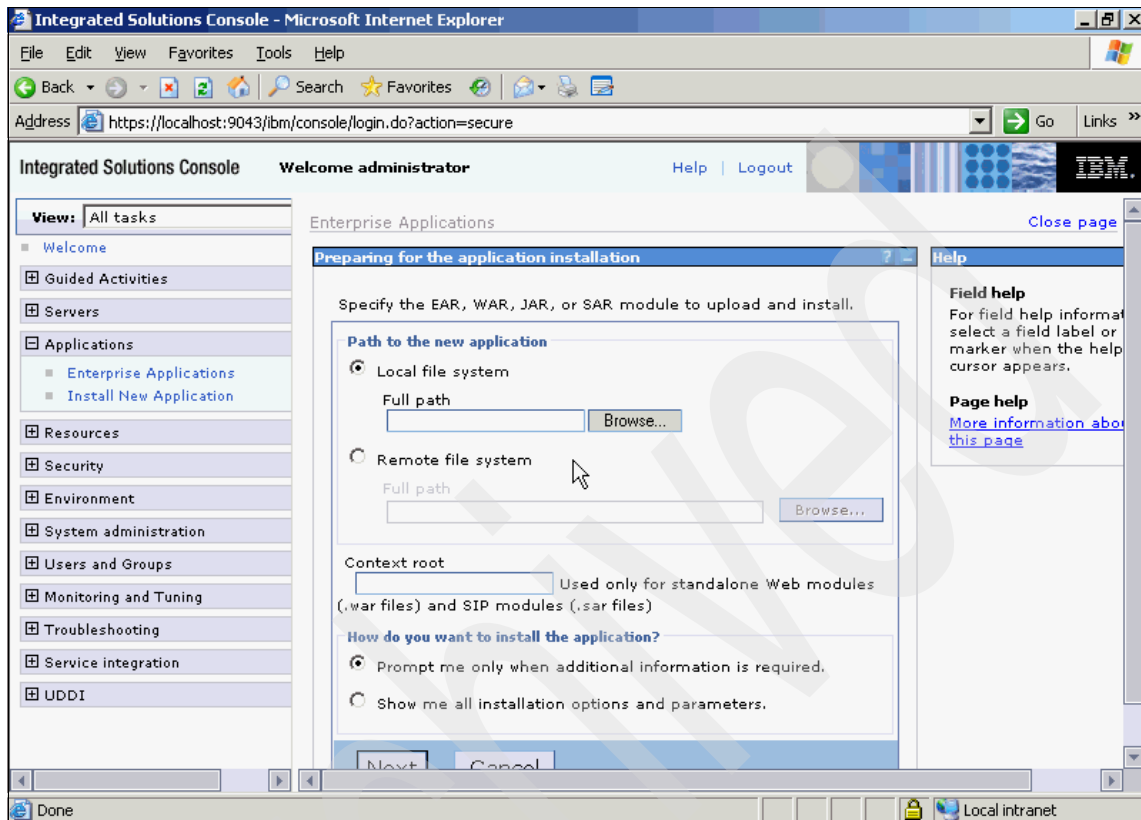 Integrated Solutions Console - Microsoft Internet Explorer
File Edit View Favorites Tools Help
Back Search Favorites
Address https://localhost:9043/ibm/console/login.do?action=secure Go Links »
Integrated Solutions Console Welcome administrator Help | Logout IBM.
View: All tasks
Welcome
Guided Activities
Servers
Applications
Enterprise Applications
Install New Application
Resources
Security
Environment
System administration
Users and Groups
Monitoring and Tuning
Troubleshooting
Service integration
UDDI
Enterprise Applications Close page
Preparing for the application installation ? –
Specify the EAR, WAR, JAR, or SAR module to upload and install.
Path to the new application
Local file system
Full path
Browse...
Remote file system
Full path
Browse...
Context root
Used only for standalone Web modules
(.war files) and SIP modules (.sar files)
How do you want to install the application?
Prompt me only when additional information is required.
Show me all installation options and parameters.
Next Cancel
Help
Field help
For field help informat
select a field label or
marker when the help
cursor appears.
Page help
More information abou
this page
Done Local intranet